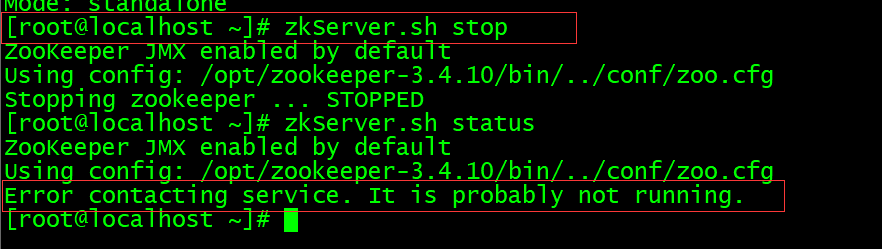 Mode: standalone
[root@localhost ~]# zkServer.sh stop
ZooKeeper JMX enabled by default
Using config: /opt/zookeeper-3.4.10/bin/../conf/zoo.cfg
Stopping zookeeper ... STOPPED
[root@localhost ~]# zkServer.sh status
ZooKeeper JMX enabled by default
Using config: /opt/zookeeper-3.4.10/bin/../conf/zoo.cfg
Error contacting service. It is probably not running.
[root@localhost ~]#